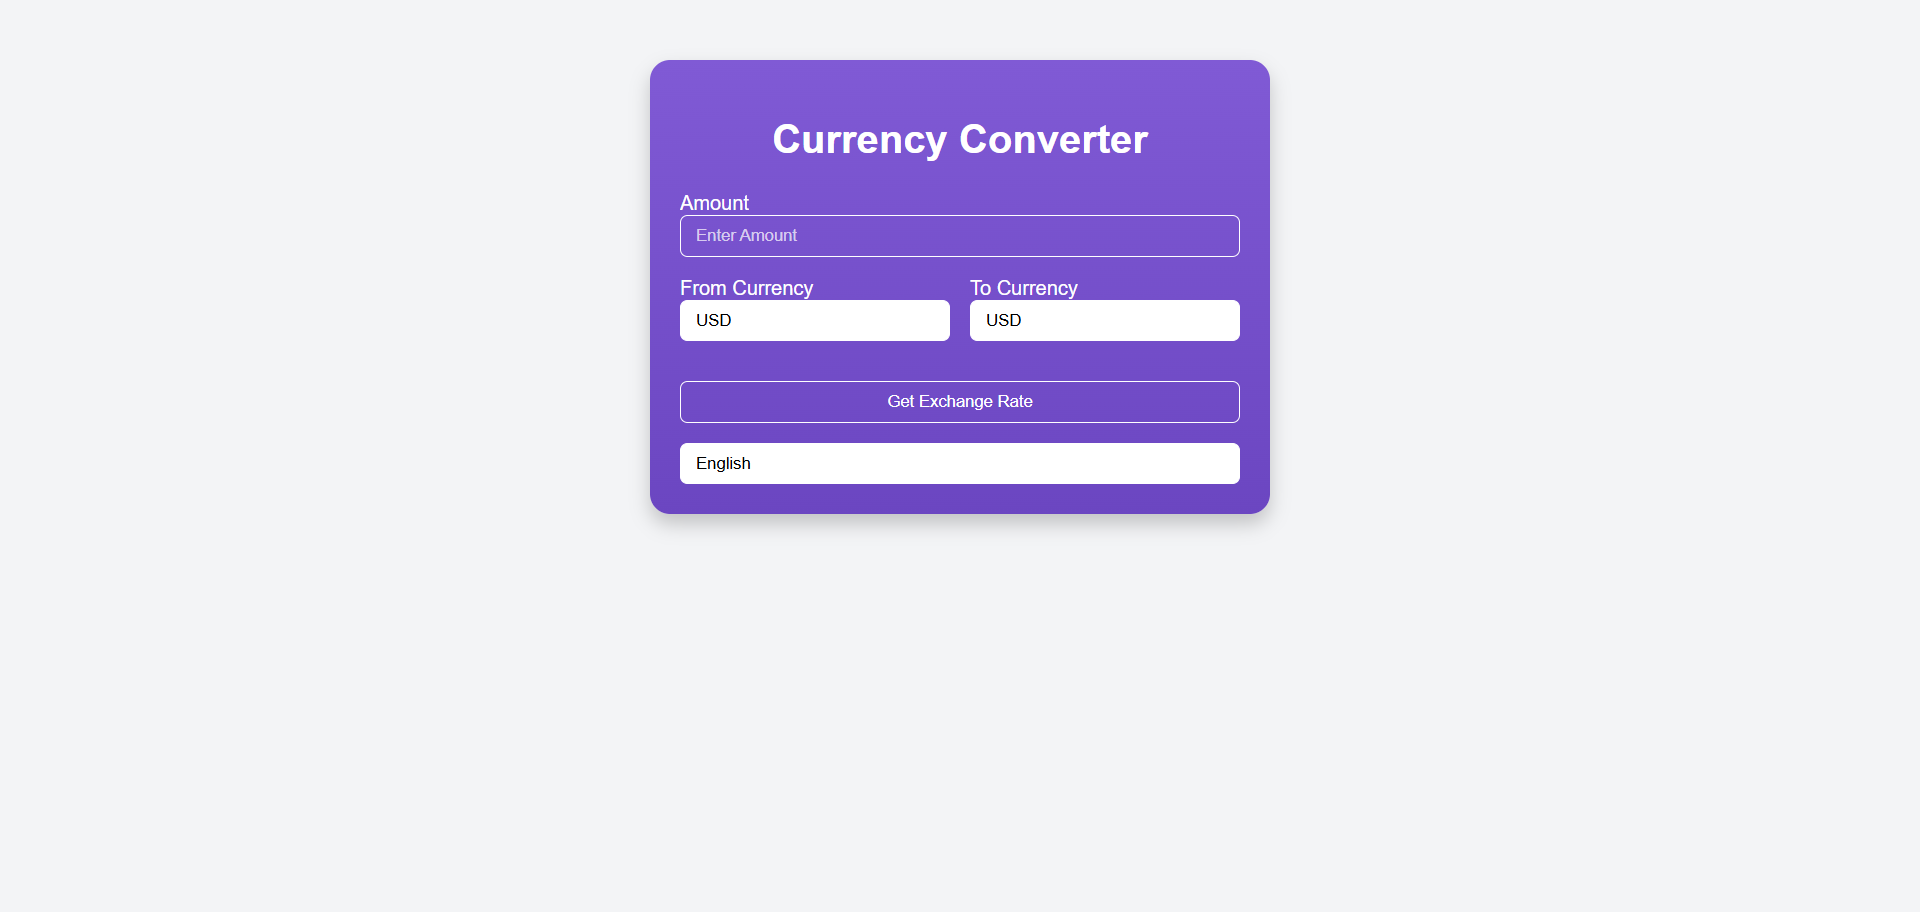 Currency Converter
Amount
Enter Amount
From Currency
To Currency
USD
USD
Get Exchange Rate
English